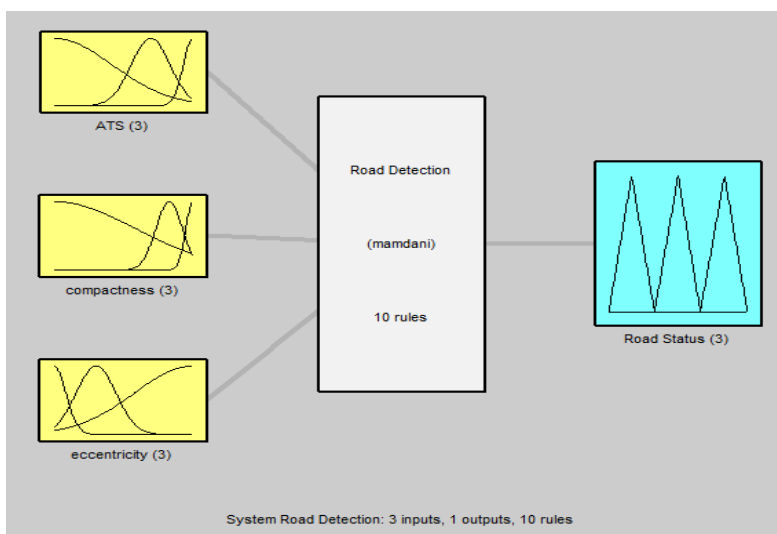 ATS (3)
compactness (3)
eccentricity (3)
Road Detection
(mamdani)
10 rules
Road Status (3)
System Road Detection: 3 inputs, 1 outputs, 10 rules